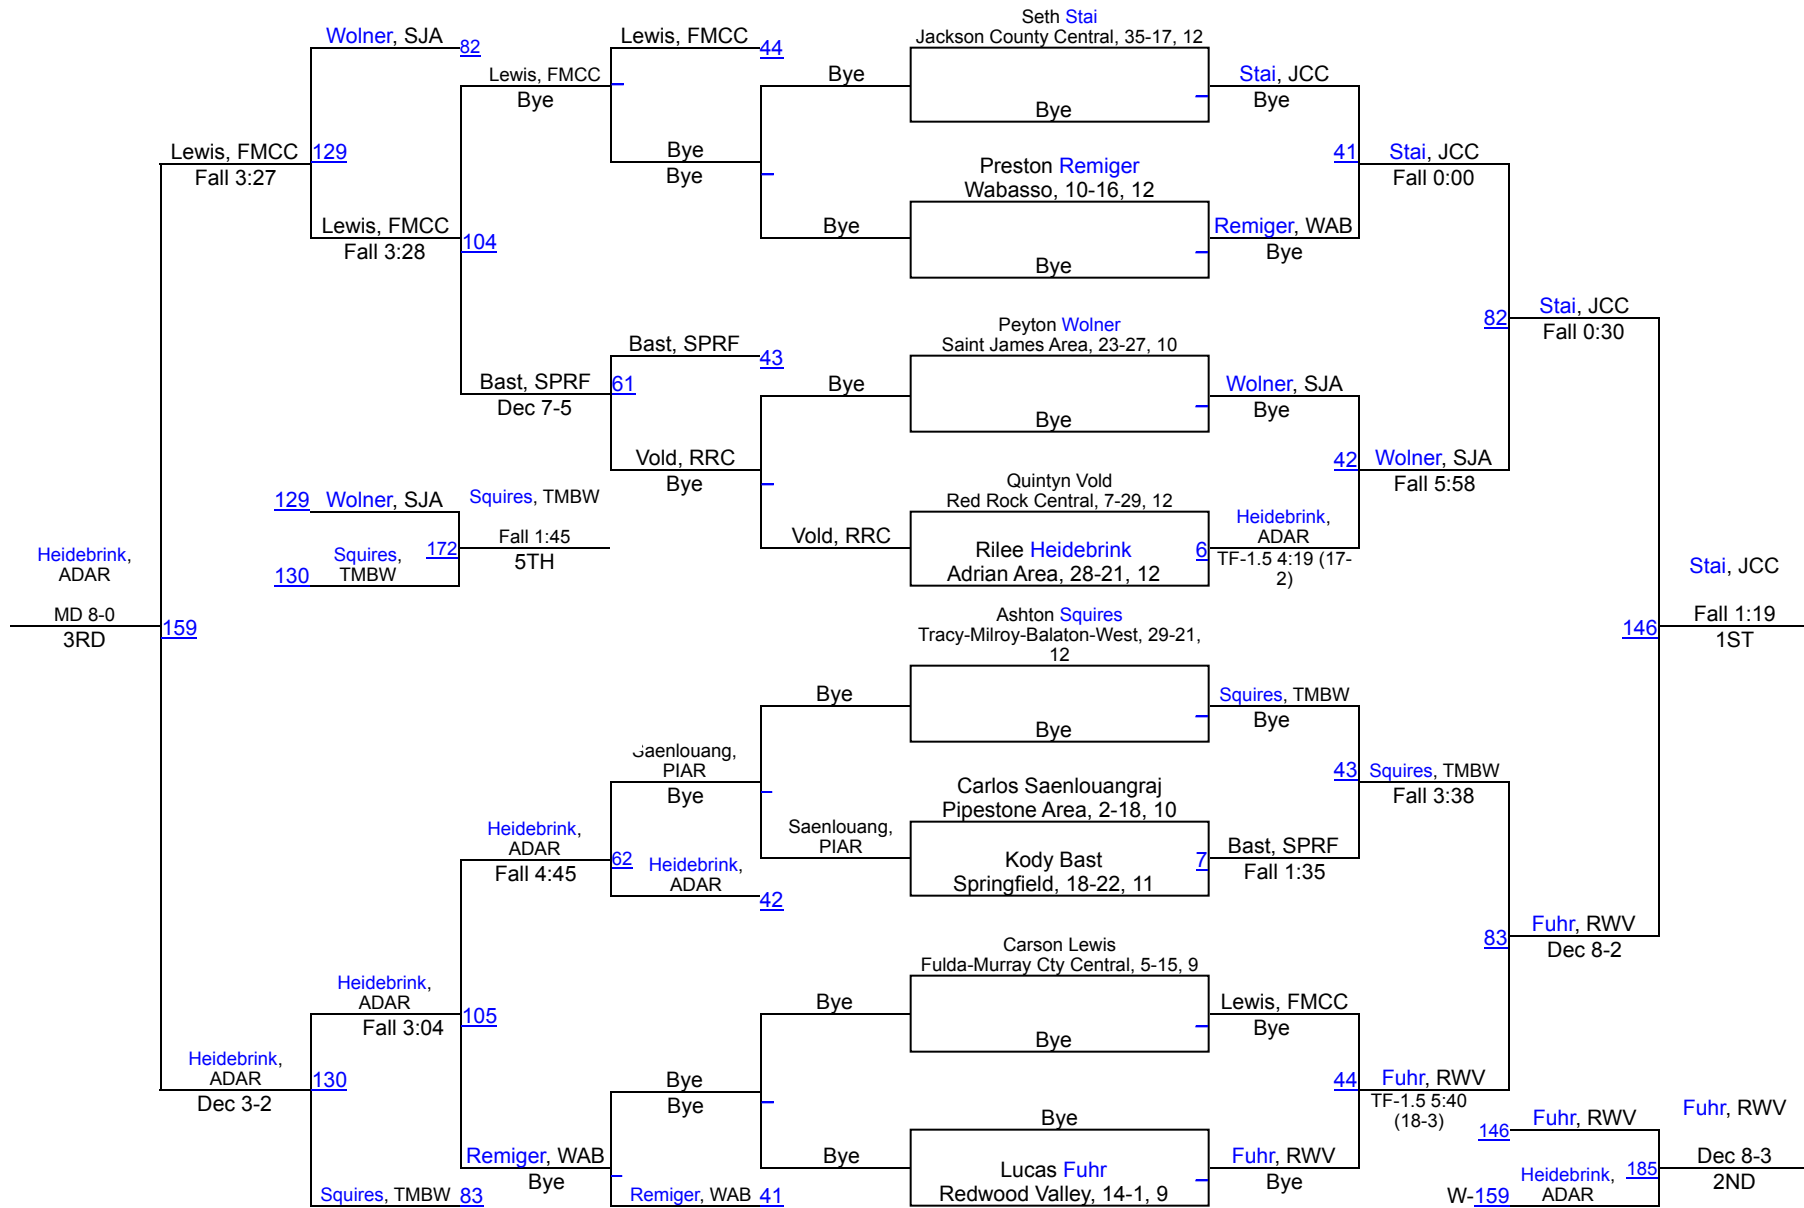 Seth Stai
Jackson County Central, 35-17, 12
Wolner, SJA
82
Lewis, FMCC
44
Lewis, FMCC
Bye
Bye
Bye
Stai, JCC
Bye
Lewis, FMCC
Fall 3:27
129
Bye
Bye
Preston Remiger
Wabasso, 10-16, 12
41
Stai, JCC
Fall 0:00
Lewis, FMCC
Fall 3:28
104
Bye
Bye
Remiger, WAB
Bye
Peyton Wolner
Saint James Area, 23-27, 10
82
Stai, JCC
Fall 0:30
Bast, SPRF
43
Bast, SPRF
Dec 7-5
61
Bye
Bye
Wolner, SJA
Bye
Vold, RRC
Bye
42
Wolner, SJA
Fall 5:58
129
Wolner, SJA
Squires, TMBW
Quintyn Vold
Red Rock Central, 7-29, 12
Vold, RRC
Rilee Heidebrink
Adrian Area, 28-21, 12
6
Heidebrink,
ADAR
TF-1.5 4:19 (17-
2)
172
Fall 1:45
5TH
130
Squires,
TMBW
Heidebrink,
ADAR
MD 8-0
3RD
159
Stai, JCC
Fall 1:19
1ST
146
Ashton Squires
Tracy-Milroy-Balaton-West, 29-21,
12
Bye
Bye
Squires, TMBW
Bye
PIAR
Bye
Carlos Saenlouangraj
Pipestone Area, 2-18, 10
43
Squires, TMBW
Fall 3:38
Heidebrink,
ADAR
Fall 4:45
62
Saenlouang,
PIAR
Kody Bast
Springfield, 18-22, 11
7
Bast, SPRF
Fall 1:35
Heidebrink,
ADAR
42
83
Fuhr, RWV
Dec 8-2
Carson Lewis
Fulda-Murray Cty Central, 5-15, 9
Heidebrink,
ADAR
Fall 3:04
105
Bye
Bye
Lewis, FMCC
Bye
Heidebrink,
ADAR
Dec 3-2
130
Bye
Bye
44
Fuhr, RWV
TF-1.5 5:40
(18-3)
Bye
Bye
Lucas Fuhr
Redwood Valley, 14-1, 9
Fuhr, RWV
Bye
Remiger, WAB
Bye
Squires, TMBW
83
Remiger, WAB
41
146
Fuhr, RWV
Fuhr, RWV
Dec 8-3
2ND
185
W-159
Heidebrink,
ADAR